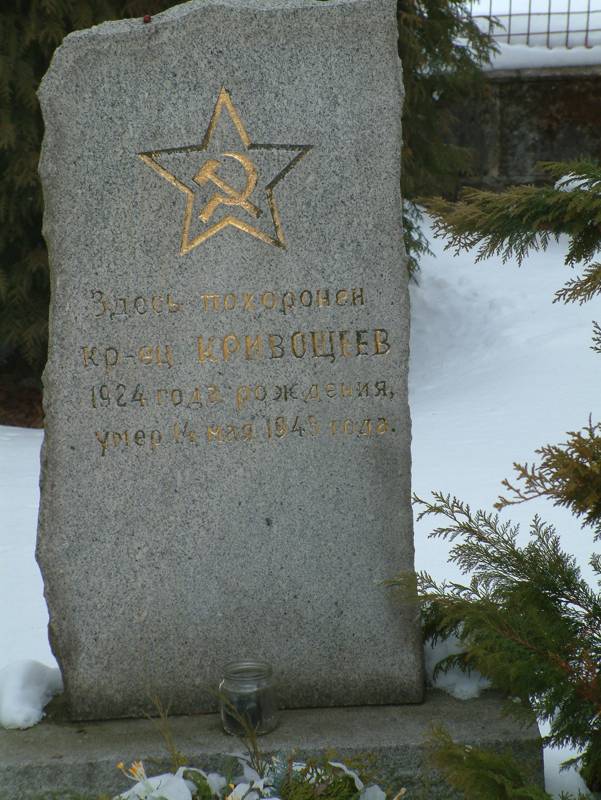 Здесь похоронен
кр-ец КРИВОЩЕЕВ
1924 года рождения,
умер 14 мая 1945 года.